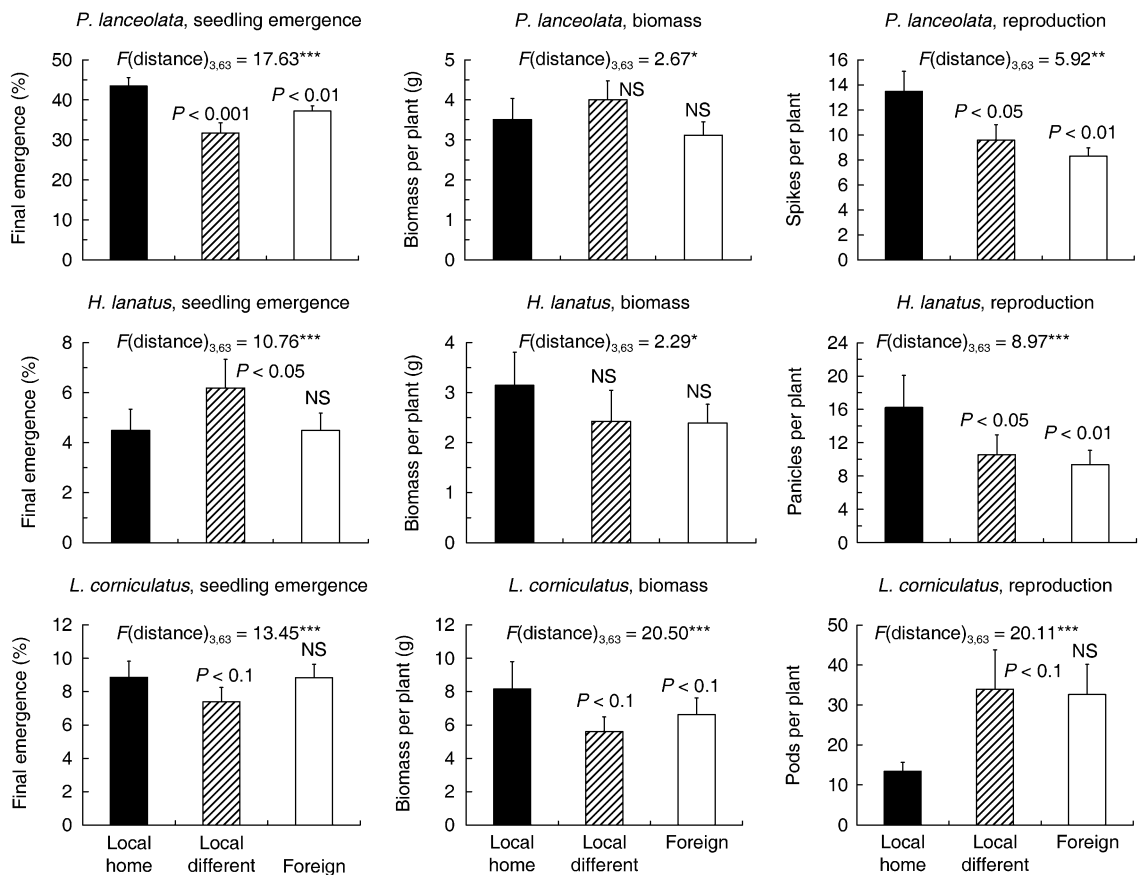 P. lanceolata, seedling emergence
F(distance)3,63 = 17.63***
P < 0.001
P < 0.01
Final emergence (%)
50
40
30
20
10
0
P. lanceolata, biomass
F(distance)3,63 = 2.67*
NS
NS
Biomass per plant (g)
5
4
3
2
1
0
P. lanceolata, reproduction
F(distance)3,63 = 5.92**
P < 0.05
P < 0.01
Spikes per plant
16
14
12
10
8
6
4
2
0
H. lanatus, seedling emergence
F(distance)3,63 = 10.76***
P < 0.05
NS
Final emergence (%)
8
6
4
2
0
H. lanatus, biomass
F(distance)3,63 = 2.29*
NS
NS
Biomass per plant (g)
4
3
2
1
0
H. lanatus, reproduction
F(distance)3,63 = 8.97***
P < 0.05
P < 0.01
Panicles per plant
24
20
16
12
8
4
0
L. corniculatus, seedling emergence
F(distance)3,63 = 13.45***
P < 0.1
NS
Final emergence (%)
12
10
8
6
4
2
0
Local
home
Local
different
Foreign
L. corniculatus, biomass
F(distance)3,63 = 20.50***
P < 0.1
P < 0.1
Biomass per plant (g)
12
10
8
6
4
2
0
Local
home
Local
different
Foreign
L. corniculatus, reproduction
F(distance)3,63 = 20.11***
P < 0.1
NS
Pods per plant
50
40
30
20
10
0
Local
home
Local
different
Foreign